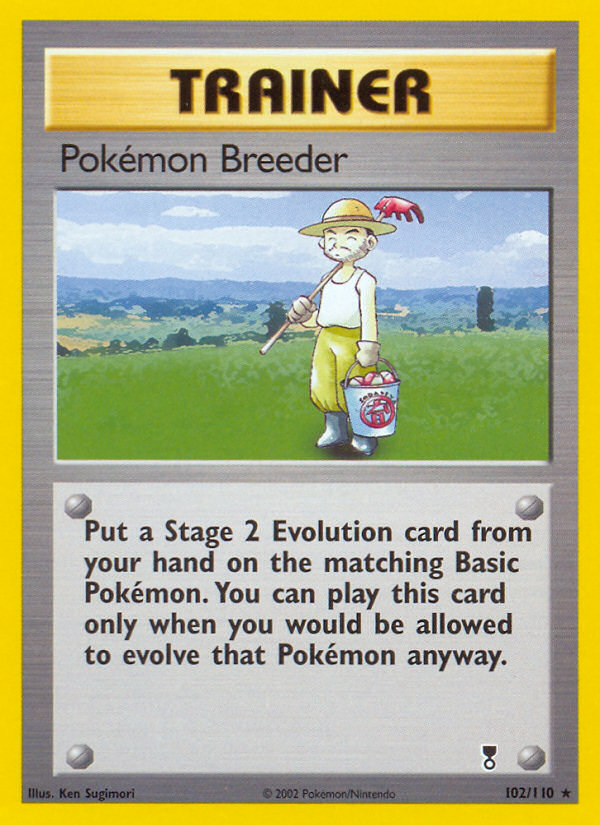 TRAINER
Pokémon Breeder
育
Put a Stage 2 Evolution card from
your hand on the matching Basic
Pokémon. You can play this card
only when you would be allowed
to evolve that Pokémon anyway.
Illus. Ken Sugimori
© 2002 Pokémon/Nintendo
102/110 ★